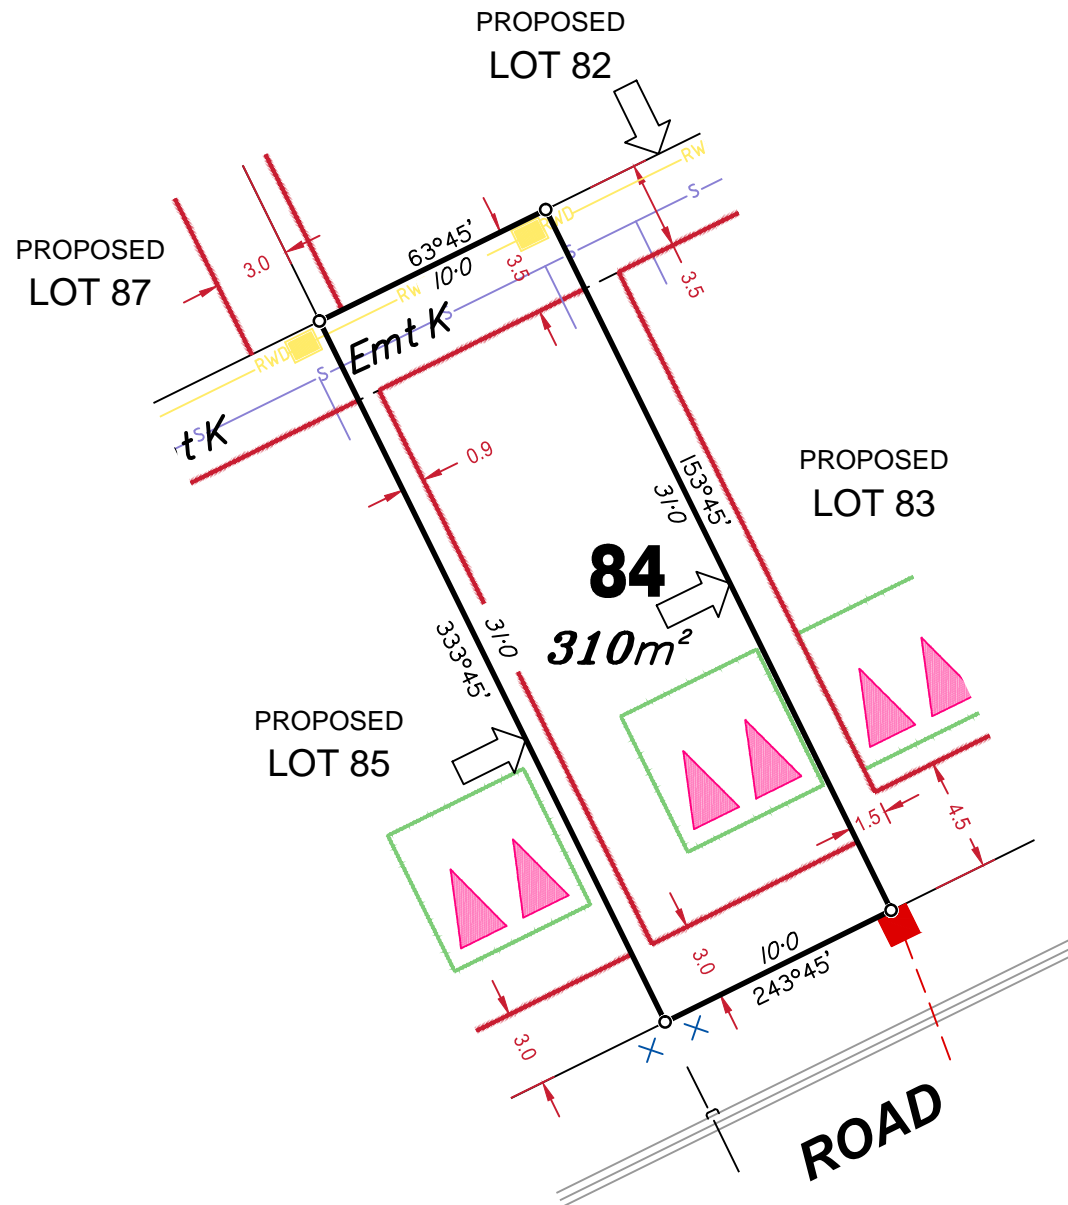 PROPOSED
LOT 82
RW
S
63°45'
10·0
RWD
3.5
S
3.5
PROPOSED
LOT 87
3.0
RW
S
Emt K
RWD
S
S
t K
0.9
153°45'
31·0
PROPOSED
LOT 83
84
310m²
31·0
333°45'
PROPOSED
LOT 85
1.5
4.5
3.0
10·0
243°45'
3.0
ROAD